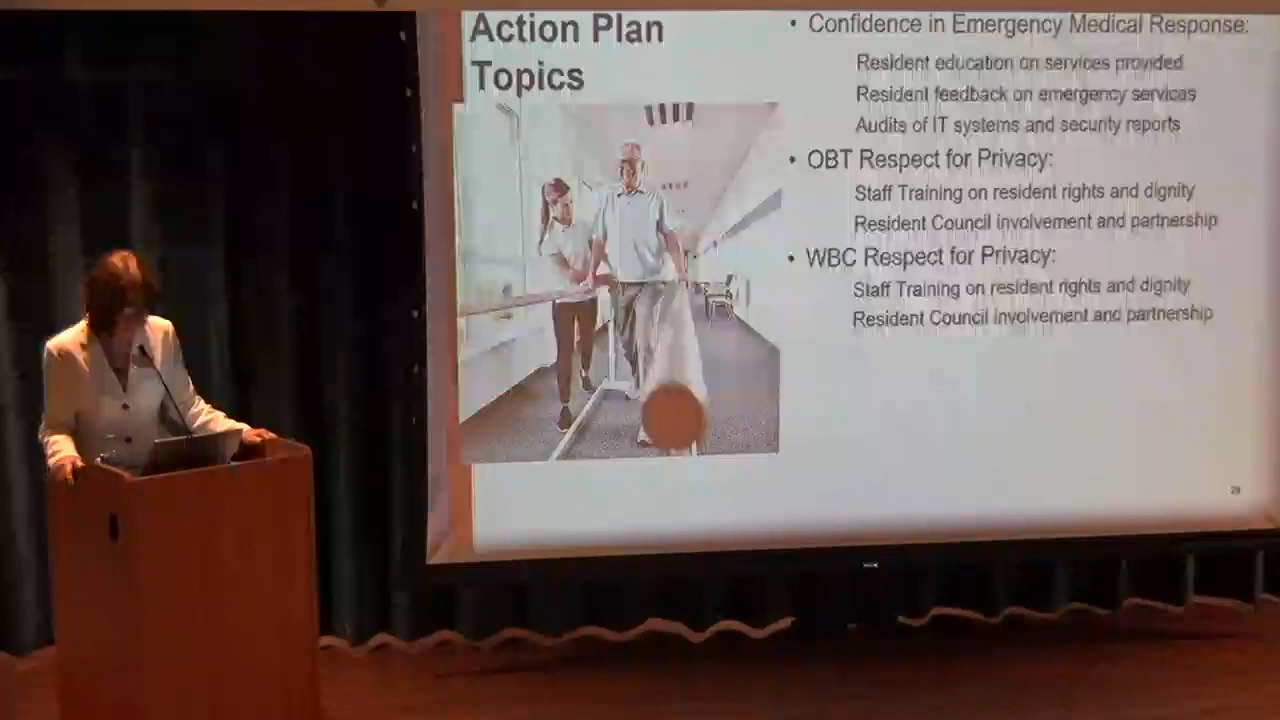 Action Plan
Topics
• Confidence in Emergency Medical Response:
Resident education on services provided
Resident feedback on emergency services
Audits of IT systems and security reports
• OBT Respect for Privacy:
Staff Training on resident rights and dignity
Resident Council involvement and partnership
• WBC Respect for Privacy:
Staff Training on resident rights and dignity
Resident Council involvement and partnership